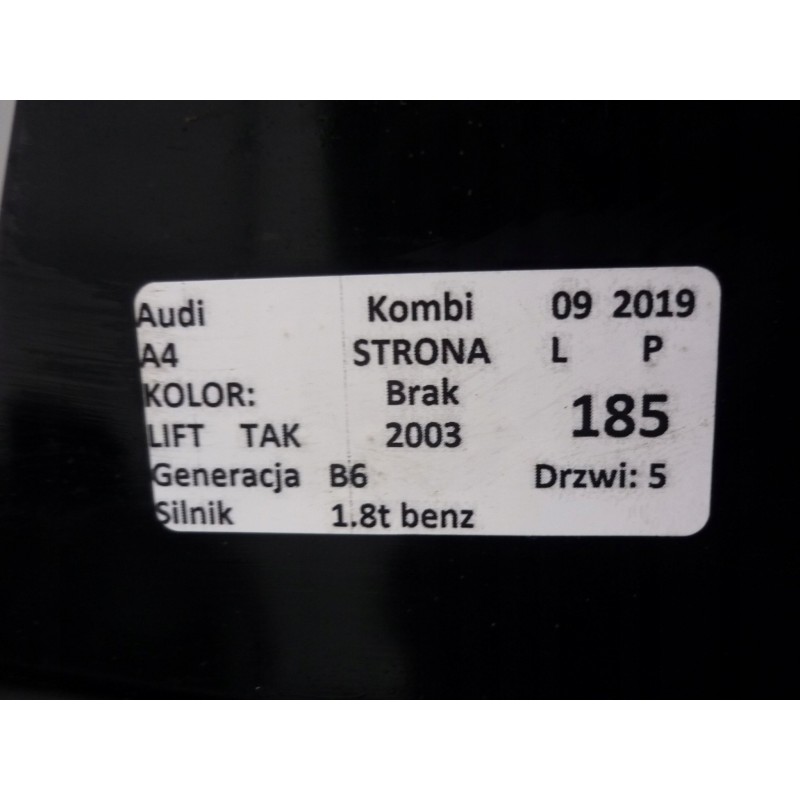 Audi Kombi 09 2019
A4 STRONA L P
KOLOR: Brak 185
LIFT TAK 2003
Generacja B6 Drzwi: 5
Silnik 1.8t benz